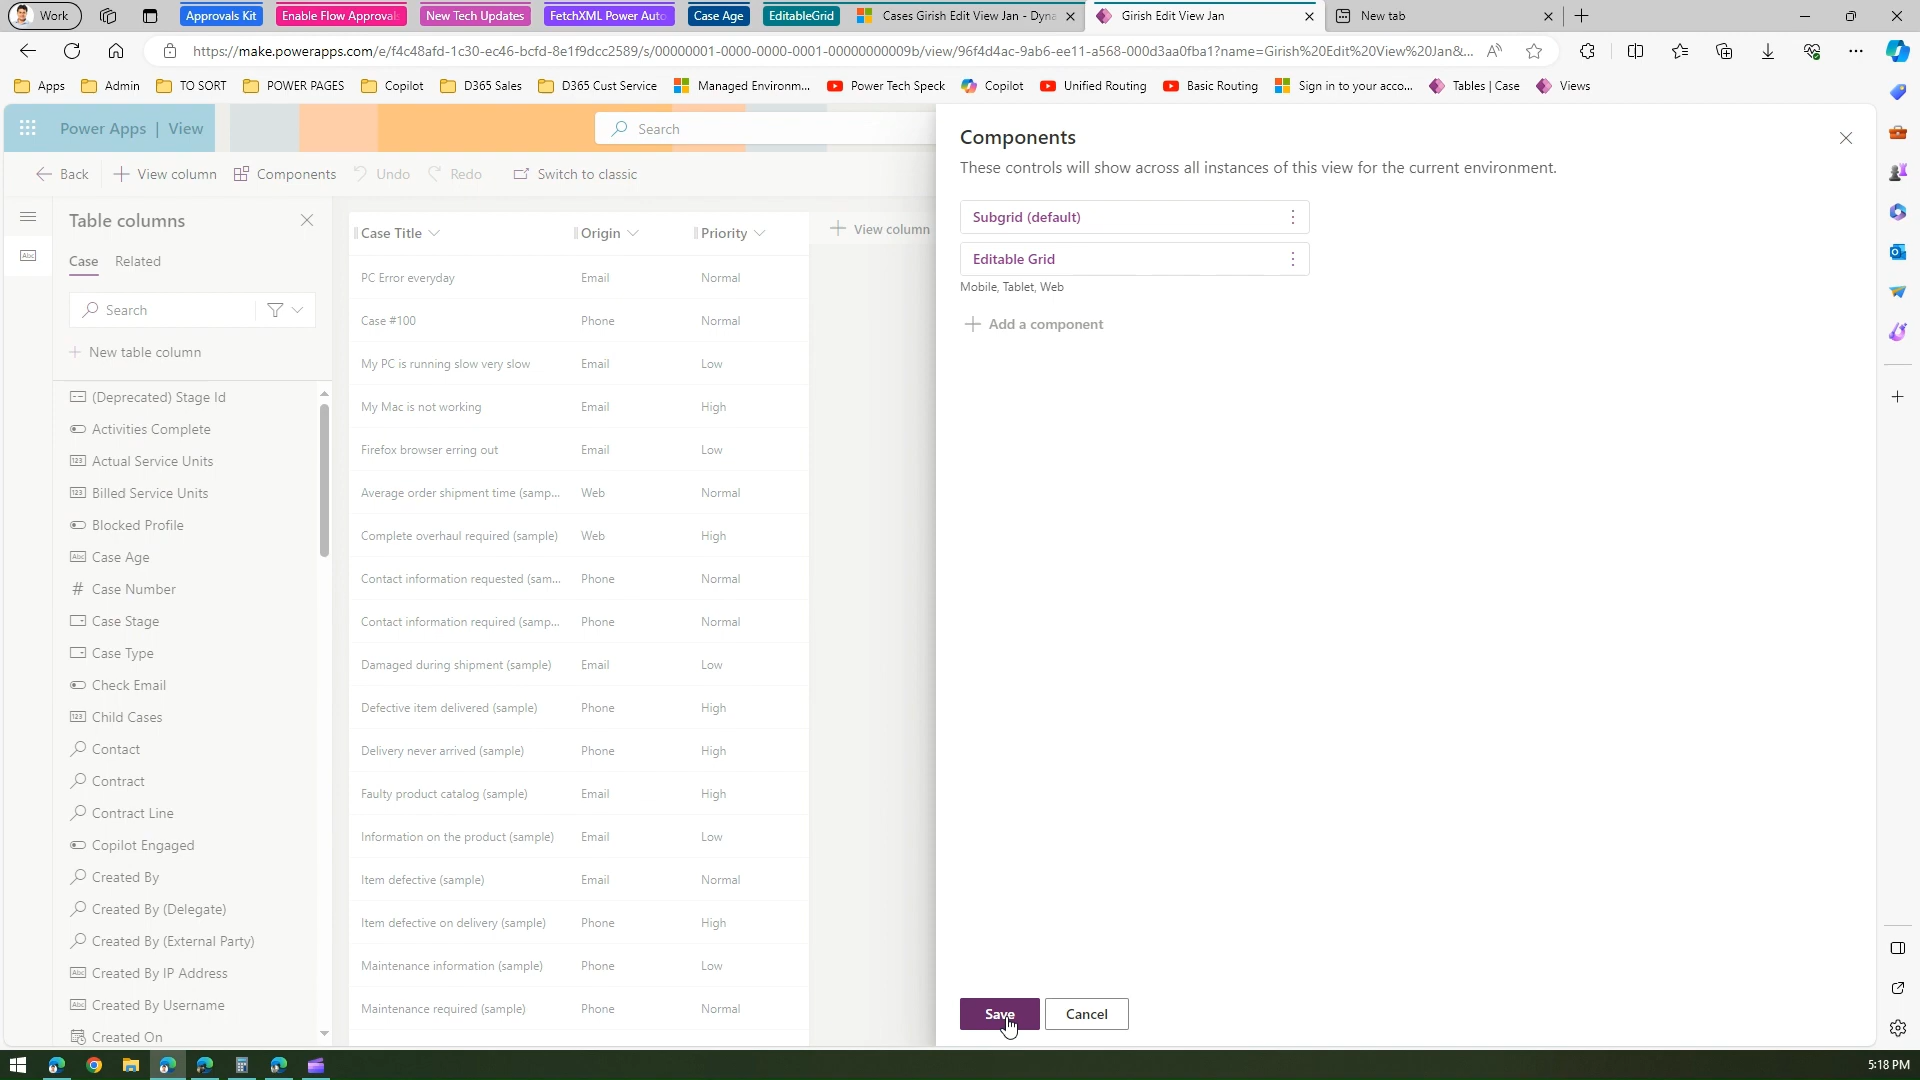 Work
Approvals Kit
Enable Flow Approvals
New Tech Updates
FetchXML Power Auto
Case Age
EditableGrid
Cases Girish Edit View Jan - Dyna
Girish Edit View Jan
New tab
https://make.powerapps.com/e/f4c48afd-1c30-ec46-bcfd-8e1f9dcc2589/s/00000001-0000-0000-0001-00000000009b/view/96f4d4ac-9ab6-ee11-a568-000d3aa0fba1?name=Girish%20Edit%20View%20Jan&...
Apps
Admin
TO SORT
POWER PAGES
Copilot
D365 Sales
D365 Cust Service
Managed Environm...
Power Tech Speck
Copilot
Unified Routing
Basic Routing
Sign in to your acco...
Tables | Case
Views
Power Apps | View
Search
Back
View column
Components
Undo
Redo
Switch to classic
Table columns
Case
Related
Search
New table column
(Deprecated) Stage Id
Activities Complete
Actual Service Units
Billed Service Units
Blocked Profile
Case Age
Case Number
Case Stage
Case Type
Check Email
Child Cases
Contact
Contract
Contract Line
Copilot Engaged
Created By
Created By (Delegate)
Created By (External Party)
Created By IP Address
Created By Username
Created On
Case Title Origin Priority
View column
PC Error everyday Email Normal
Case #100 Phone Normal
My PC is running slow very slow Email Low
My Mac is not working Email High
Firefox browser erring out Email Low
Average order shipment time (samp... Web Normal
Complete overhaul required (sample) Web High
Contact information requested (sam... Phone Normal
Contact information required (samp... Phone Normal
Damaged during shipment (sample) Email Low
Defective item delivered (sample) Phone High
Delivery never arrived (sample) Phone High
Faulty product catalog (sample) Email High
Information on the product (sample) Email Low
Item defective (sample) Email Normal
Item defective on delivery (sample) Phone High
Maintenance information (sample) Phone Low
Maintenance required (sample) Phone Normal
Components
These controls will show across all instances of this view for the current environment.
Subgrid (default)
Editable Grid
Mobile, Tablet, Web
Add a component
Save
Cancel
5:18 PM